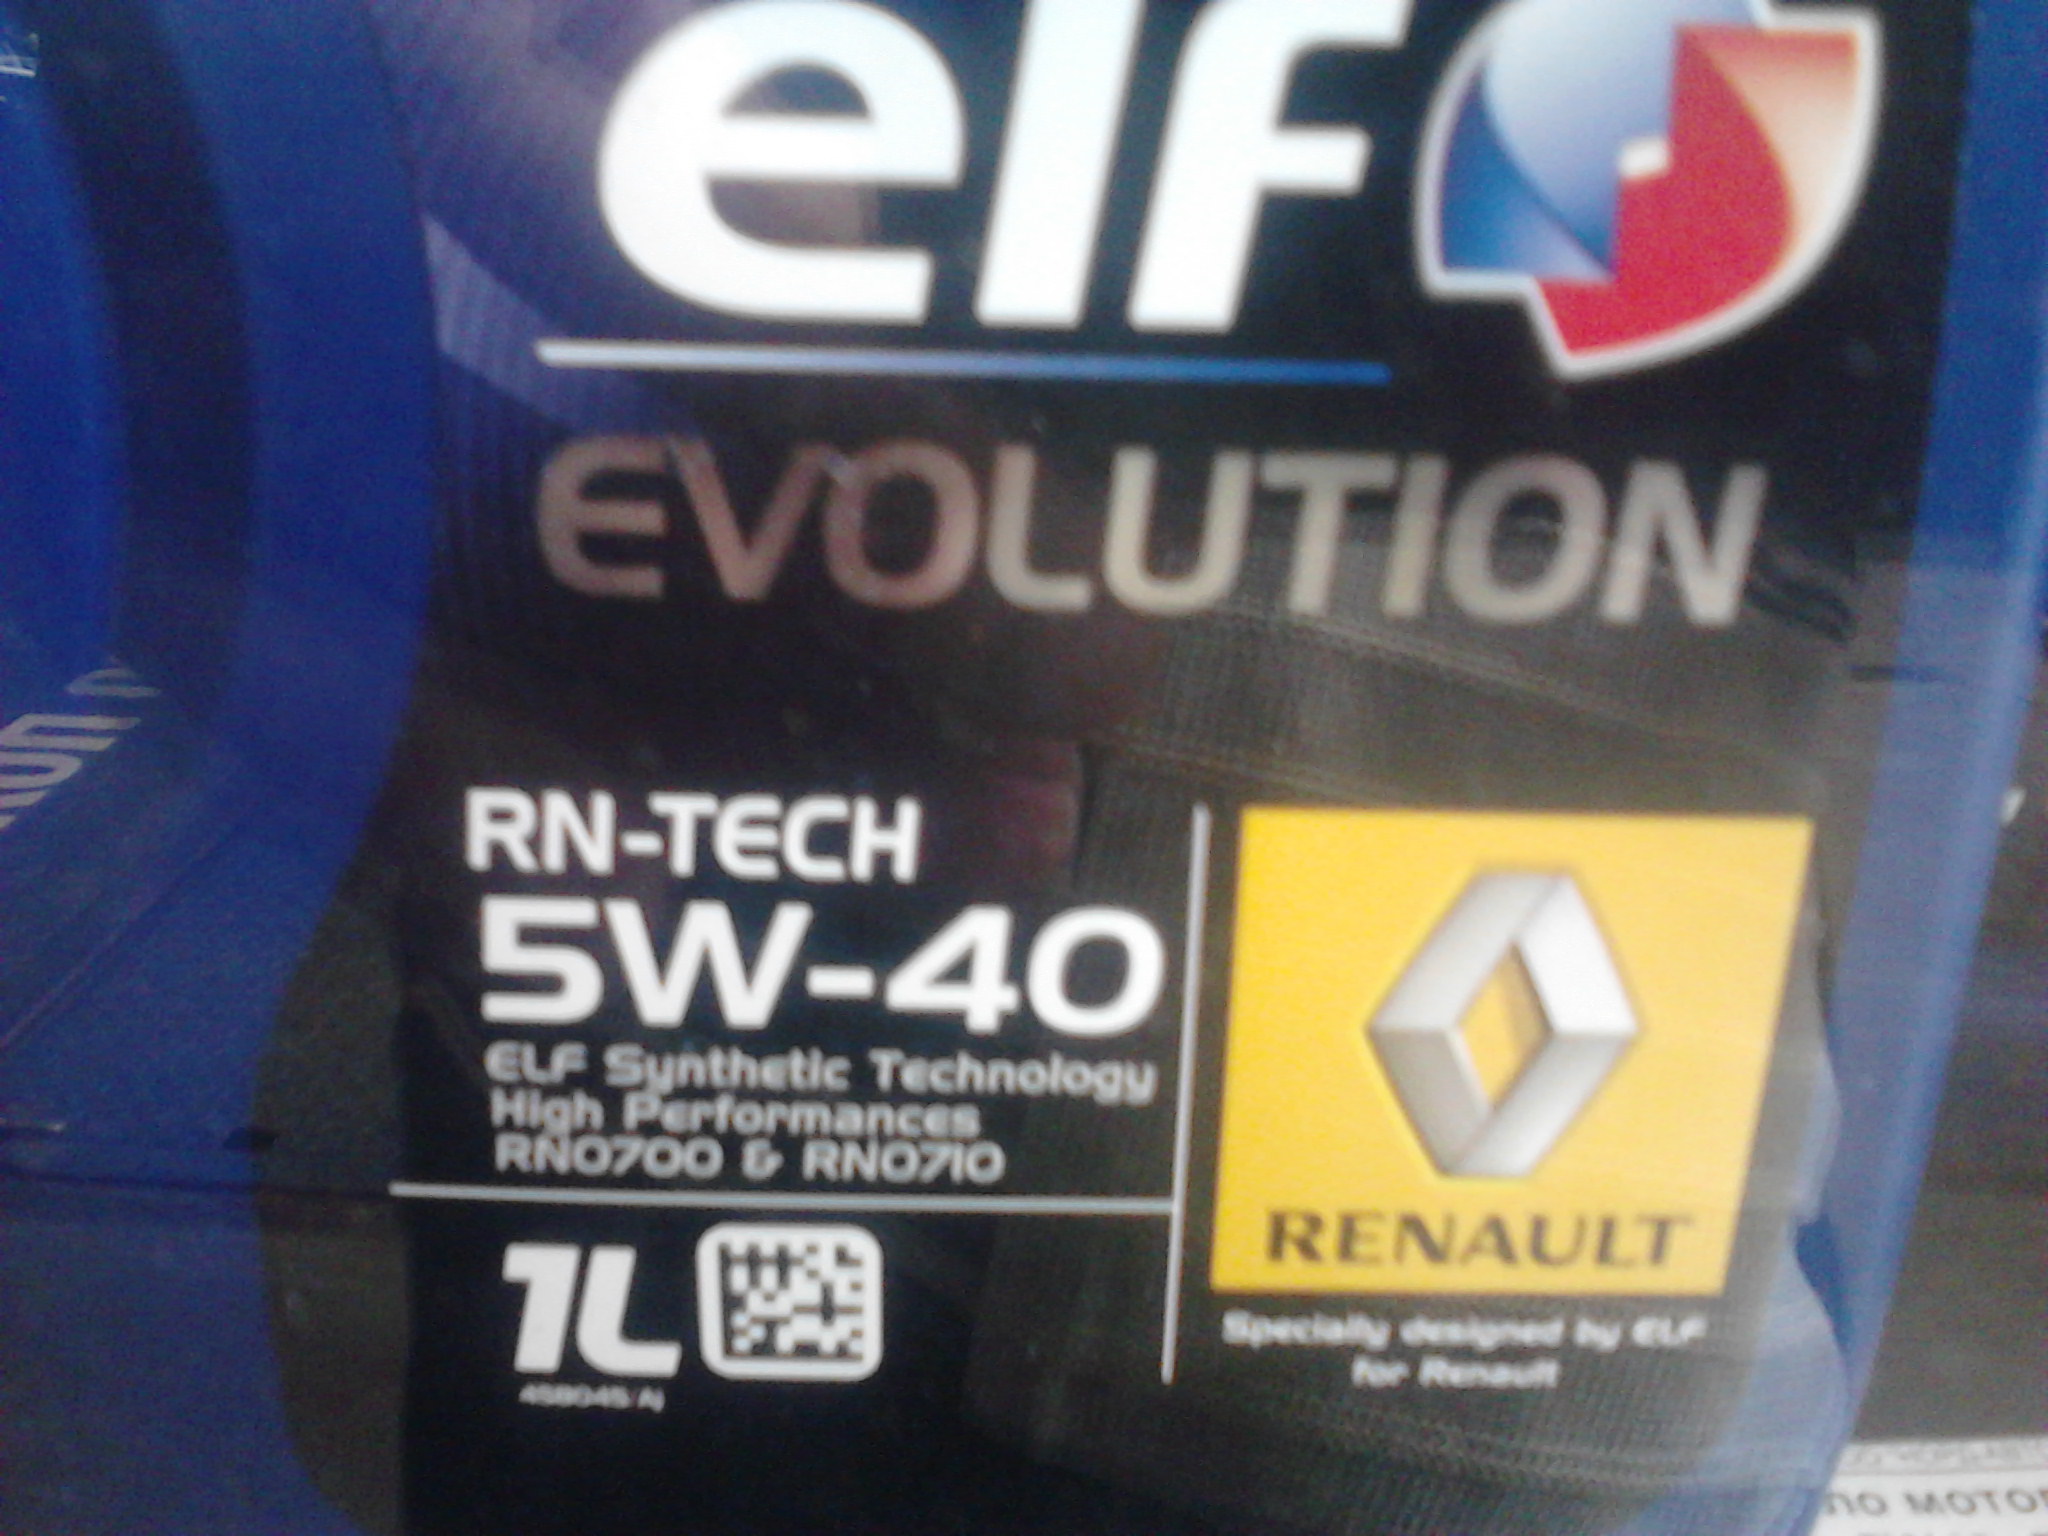 elf
EVOLUTION
RN-TECH
5W-40
ELF Synthetic Technology
High Performances
RN0700 & RN0710
1L
RENAULT
Specially designed by ELF
for Renault